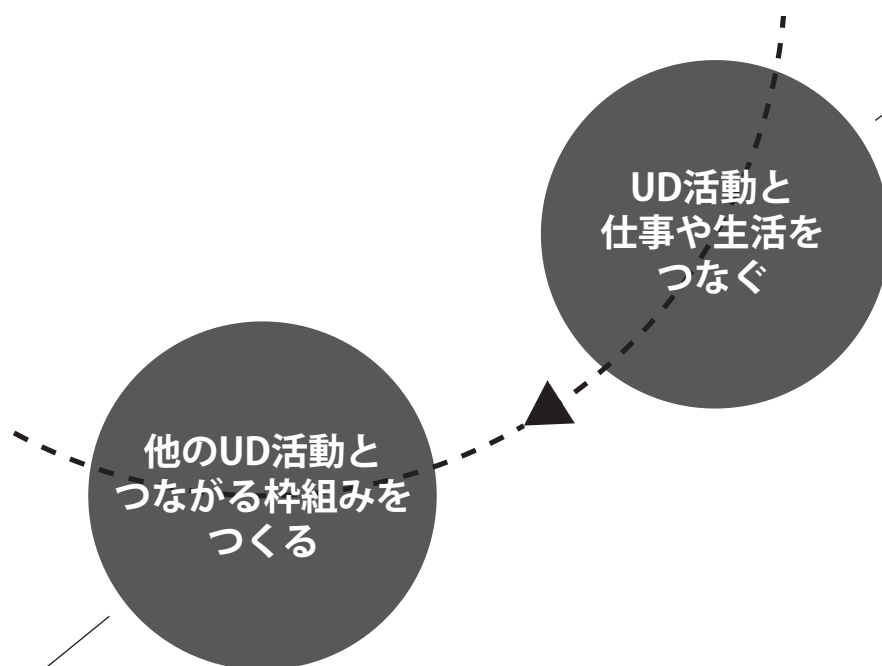 UD活動と
仕事や生活を
つなぐ
他のUD活動と
つながる枠組みを
つくる